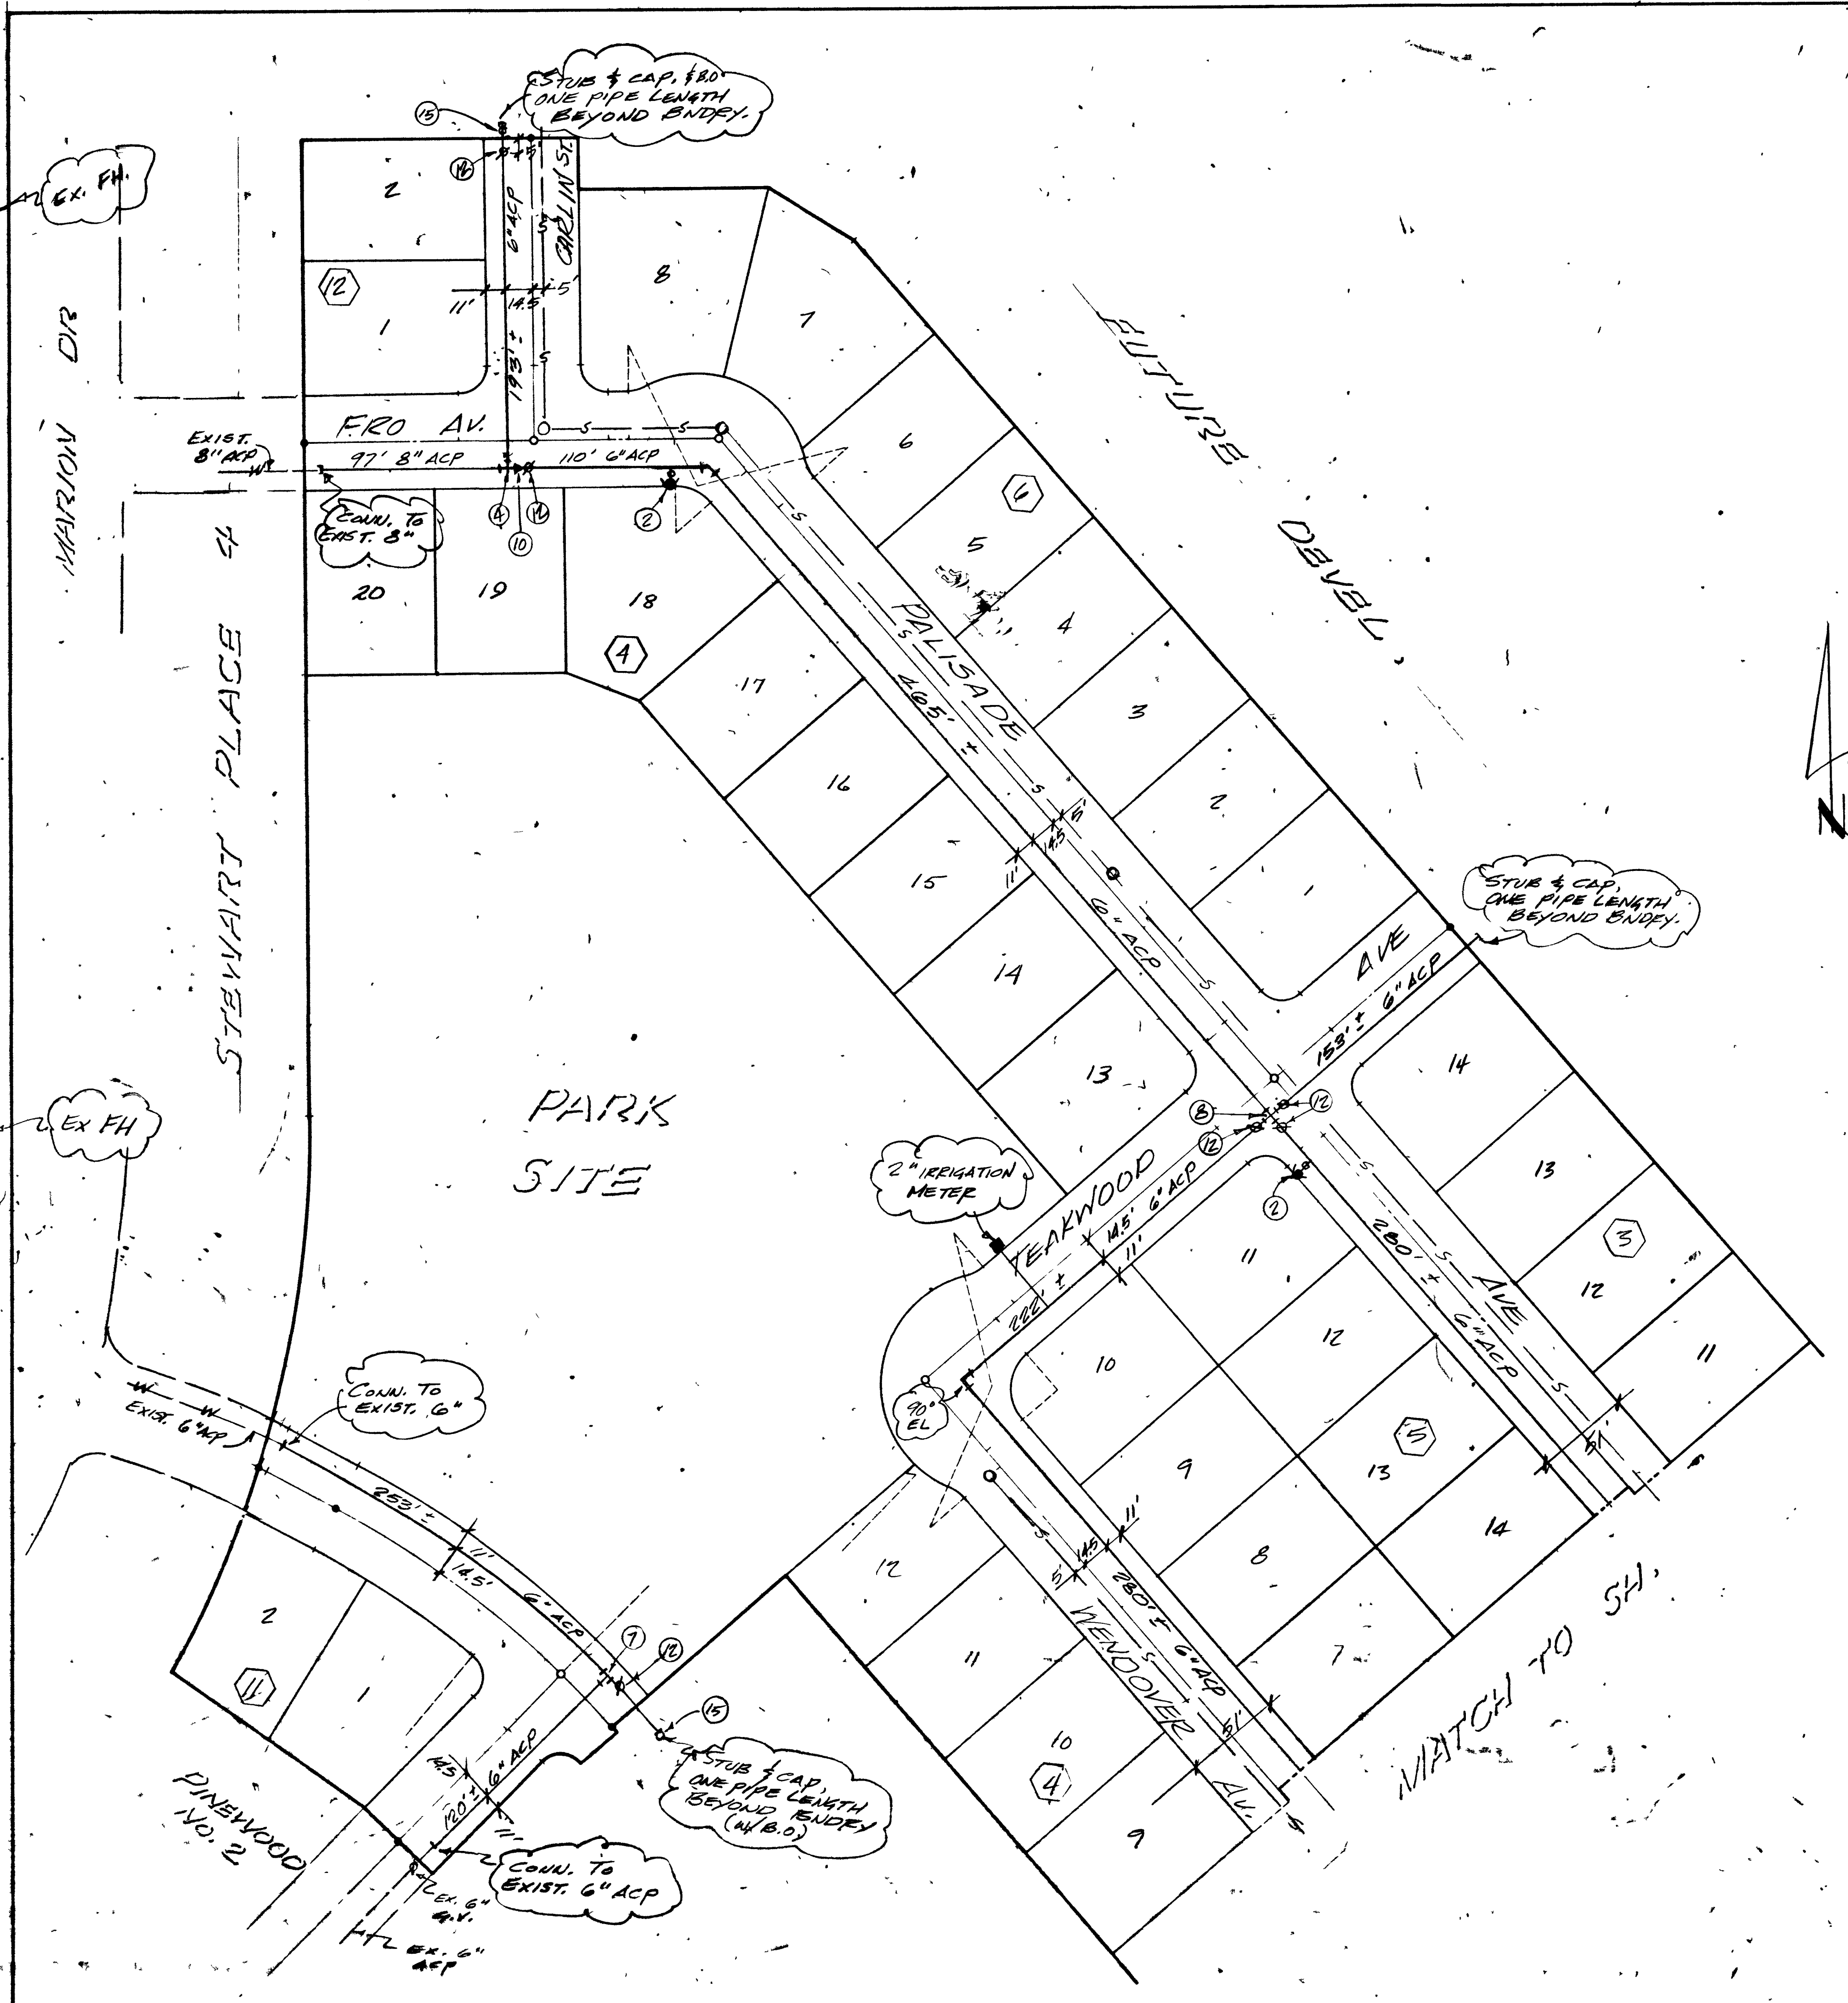 STUB & CAP, & B.O.
ONE PIPE LENGTH
BEYOND BNDRY.
15
12
5'
EX. FH.
2
6" ACP
S
CARLIN ST.
8
12
11'
14.5
5'
7
1
193' ±
S
FUTURE
DEVEL.
MARION DR
FRO AV.
S
S
6
EXIST.
8" ACP
W
97' 8" ACP
110' 6" ACP
6
CONN. TO
EXIST. 8"
4
12
10
2
S
5
20
19
18
4
4
PALISADE
S
17
465' ±
3
STEWART PLACE 4
16
S
5'
14.5
11'
2
15
1
STUB & CAP,
ONE PIPE LENGTH
BEYOND BNDRY.
6" ACP
S
AVE
N
14
153' ± 6" ACP
13
14
PARK
SITE
EX FH
8
12
12
2" IRRIGATION
METER
TEAKWOOD
14.5' 6" ACP
11'
2
S
13
3
11
280' ±
S
AVE
12
222' ±
12
6" ACP
11
10
90°
EL
S
CONN. TO
EXIST. 6"
W
W
EXIST. 6" ACP
51'
5
13
9
253' ±
11'
14.5'
S
11'
14.5
5'
14
8
12
6" ACP
280' ± 6" ACP
WENDOVER
S
AV.
7
MATCH TO SH.
2
11
7
12
11
1
51'
15
10
4
14.5
6" ACP
120' ±
11'
STUB & CAP,
ONE PIPE LENGTH
BEYOND BNDRY
(W/ B.O)
PINEWOOD
NO. 2
9
CONN. TO
EXIST. 6" ACP
EX. 6"
G.V.
EX. 6"
ACP